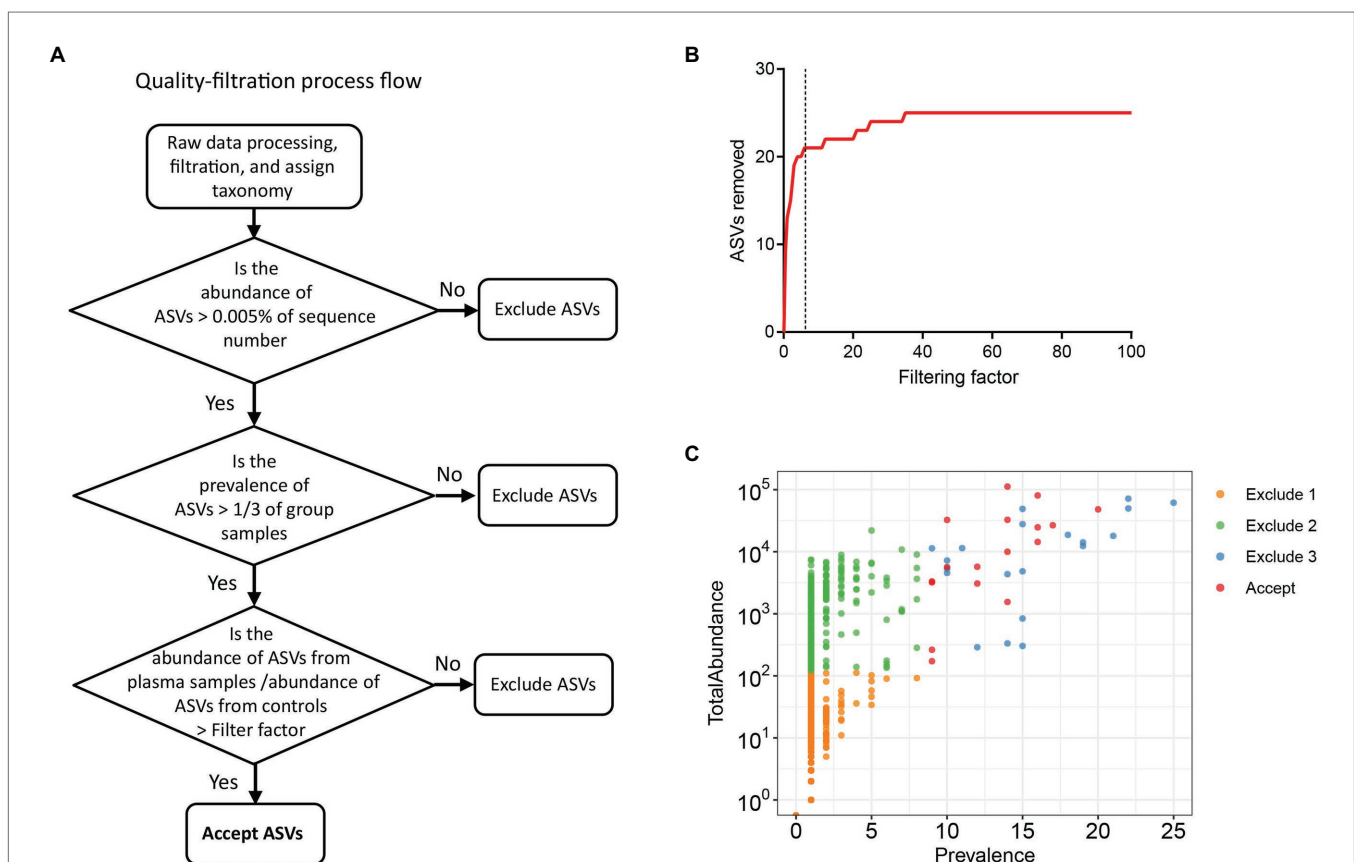 A
Quality-filtration process flow
Raw data processing,
filtration, and assign
taxonomy
Is the
abundance of
ASVs > 0.005% of sequence
number
No
Exclude ASVs
Yes
Is the
prevalence of
ASVs > 1/3 of group
samples
No
Exclude ASVs
Yes
Is the
abundance of ASVs from
plasma samples /abundance of
ASVs from controls
> Filter factor
No
Exclude ASVs
Yes
Accept ASVs
B
ASVs removed
30
20
10
0
0 20 40 60 80 100
Filtering factor
C
TotalAbundance
10⁵
10⁴
10³
10²
10¹
10⁰
0 5 10 15 20 25
Prevalence
Exclude 1
Exclude 2
Exclude 3
Accept